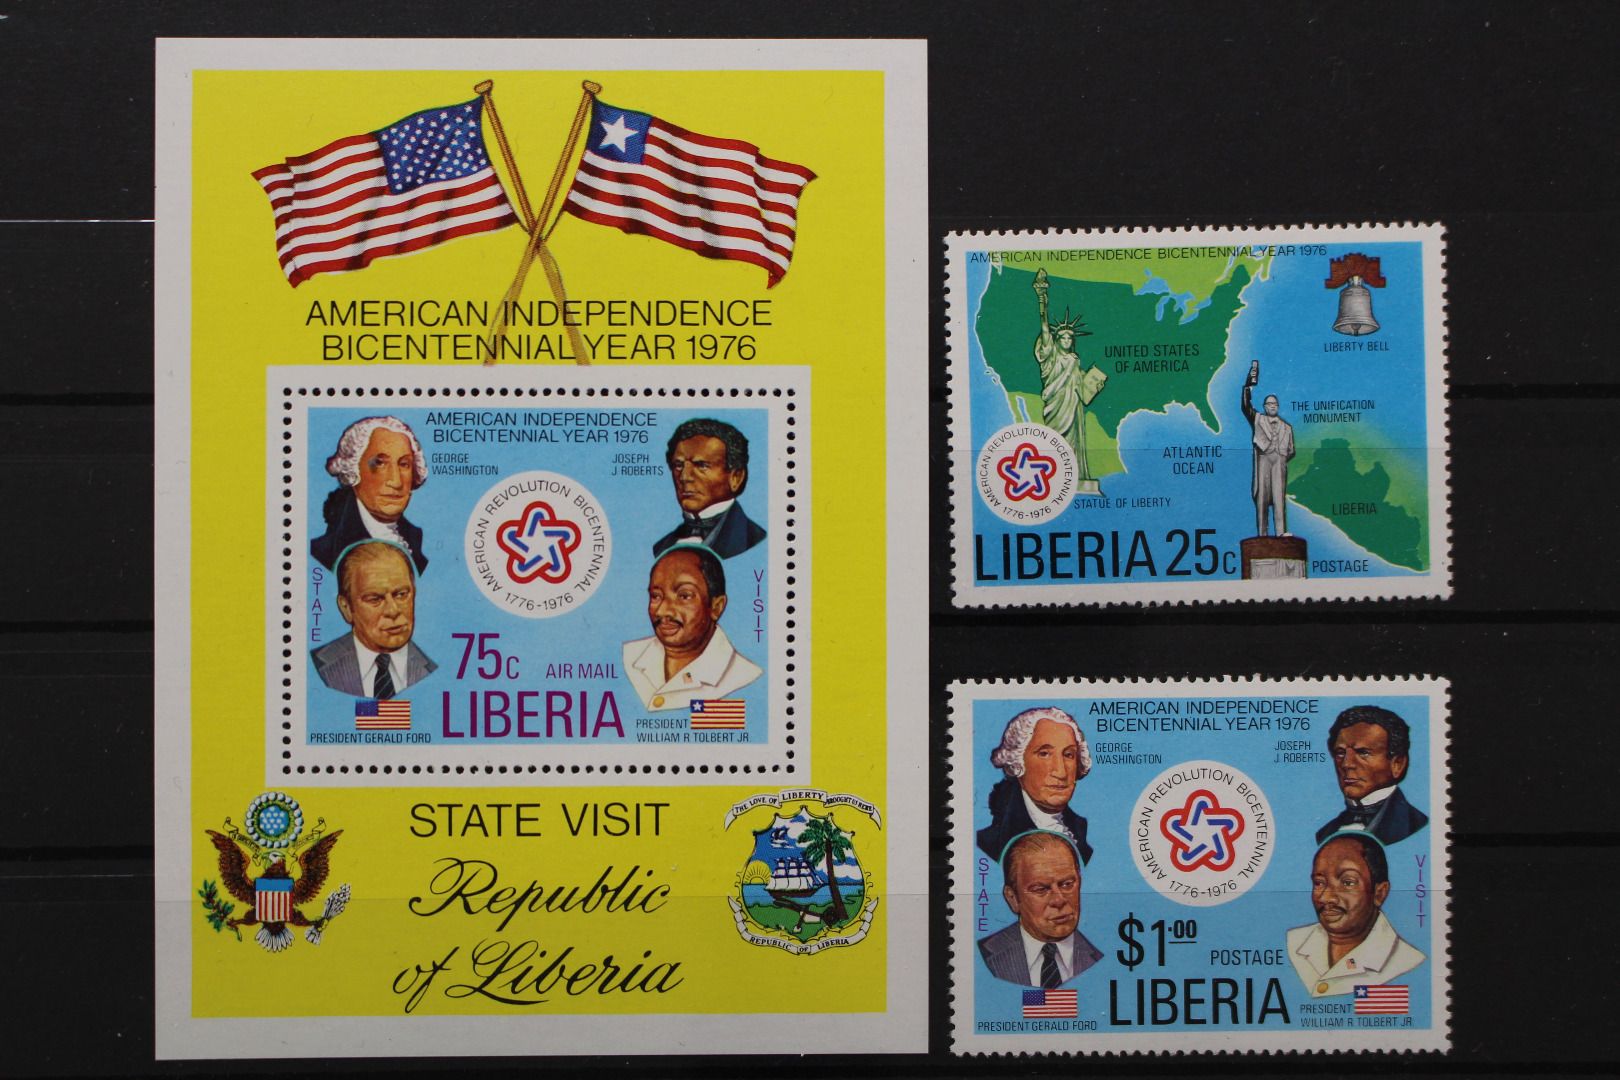 AMERICAN INDEPENDENCE
BICENTENNIAL YEAR 1976
AMERICAN INDEPENDENCE
BICENTENNIAL YEAR 1976
GEORGE
WASHINGTON
JOSEPH
J. ROBERTS
AMERICAN REVOLUTION BICENTENNIAL
1776-1976
STATE
VISIT
75c
AIR MAIL
LIBERIA
PRESIDENT GERALD FORD
PRESIDENT
WILLIAM R. TOLBERT JR.
STATE VISIT
Republic
of Liberia
THE LOVE OF LIBERTY BROUGHT US HERE
REPUBLIC OF LIBERIA
AMERICAN INDEPENDENCE BICENTENNIAL YEAR 1976
LIBERTY BELL
UNITED STATES
OF AMERICA
THE UNIFICATION
MONUMENT
ATLANTIC
OCEAN
AMERICAN REVOLUTION BICENTENNIAL
1776-1976
STATUE OF LIBERTY
LIBERIA
LIBERIA 25c
POSTAGE
AMERICAN INDEPENDENCE
BICENTENNIAL YEAR 1976
GEORGE
WASHINGTON
JOSEPH
J. ROBERTS
AMERICAN REVOLUTION BICENTENNIAL
1776-1976
STATE
VISIT
$1.00
POSTAGE
LIBERIA
PRESIDENT GERALD FORD
PRESIDENT
WILLIAM R. TOLBERT JR.